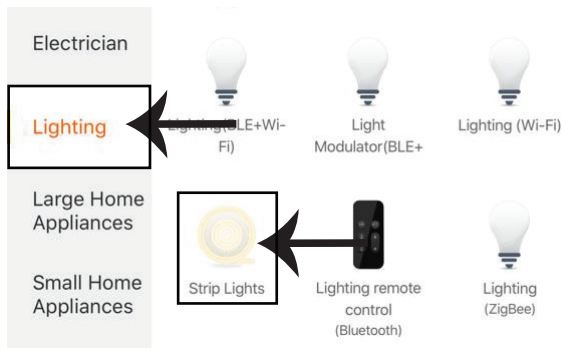 Electrician
Lighting
Large Home
Appliances
Small Home
Appliances
Lighting(BLE+Wi-
Fi)
Light
Modulator(BLE+
Lighting (Wi-Fi)
Strip Lights
Lighting remote
control
(Bluetooth)
Lighting
(ZigBee)